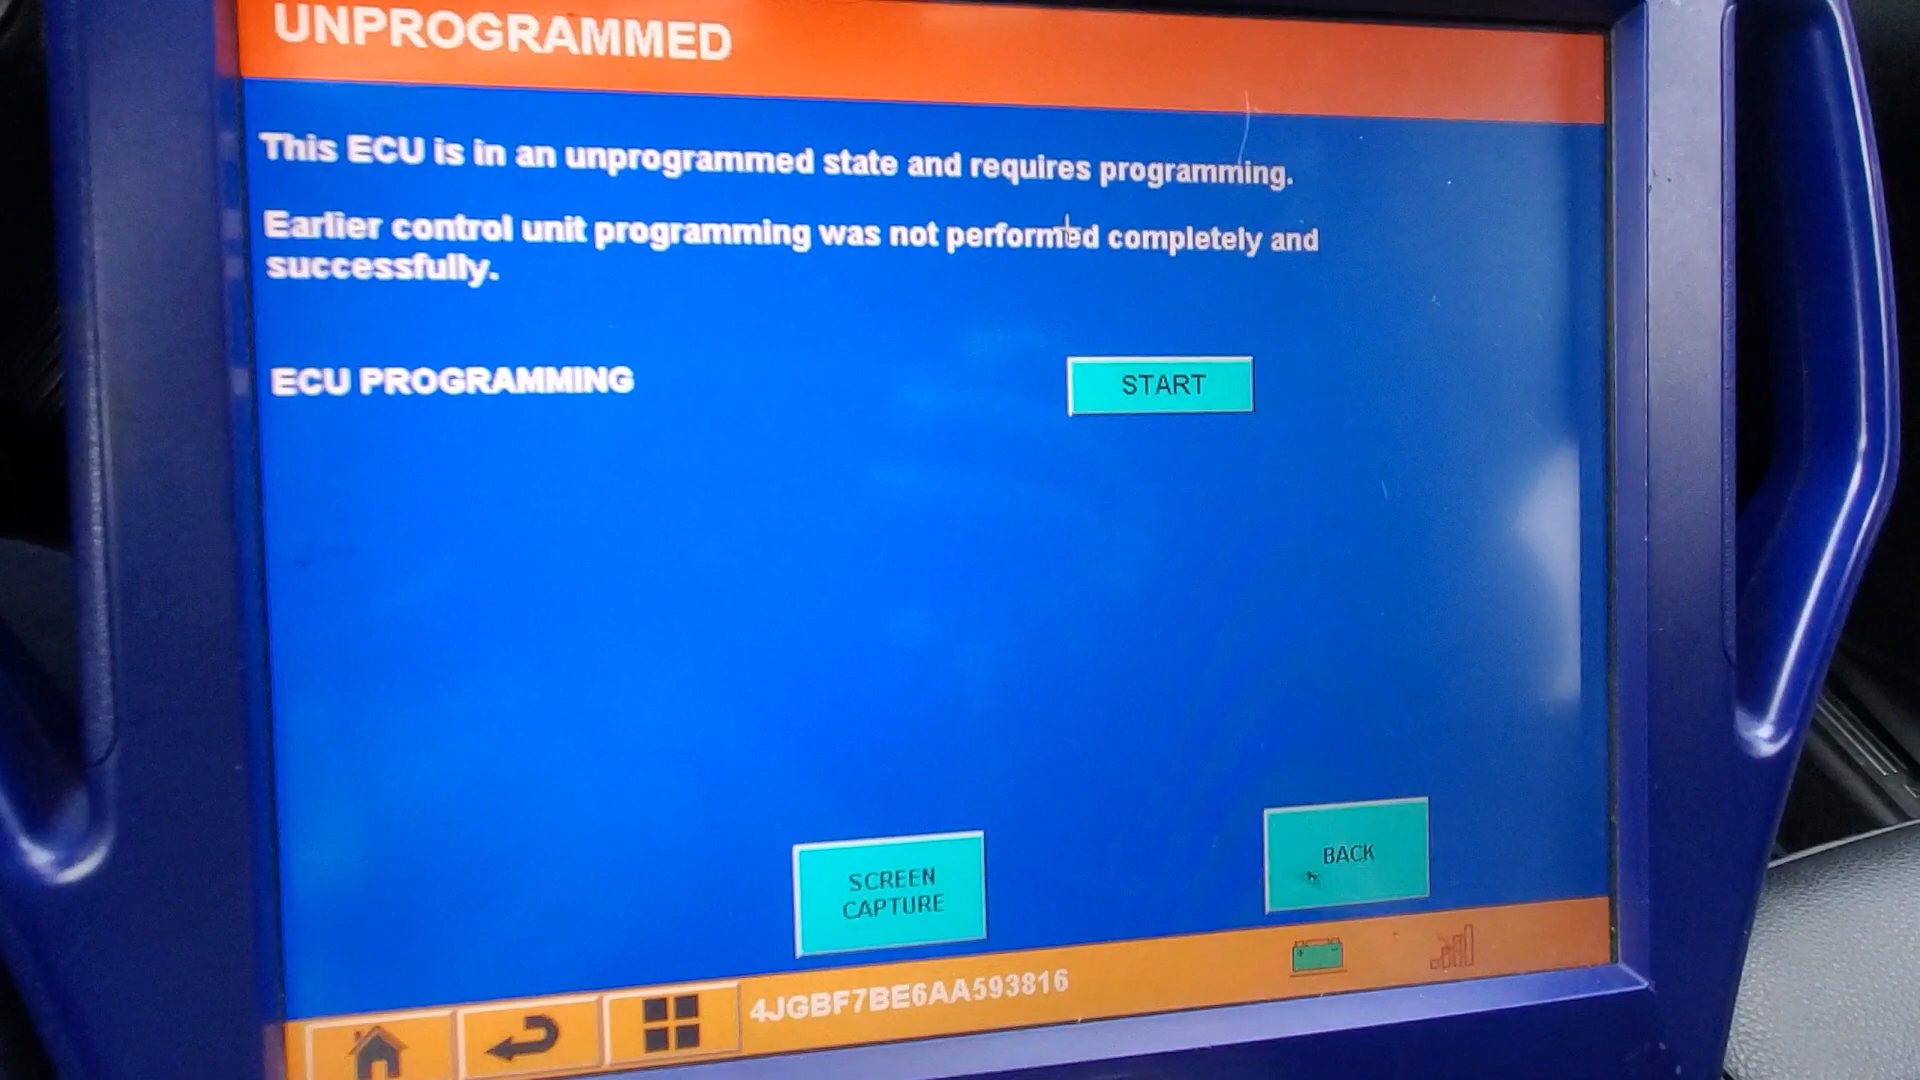 UNPROGRAMMED
This ECU is in an unprogrammed state and requires programming.
Earlier control unit programming was not performed completely and
successfully.
ECU PROGRAMMING
START
SCREEN
CAPTURE
BACK
4JGBF7BE6AA593816